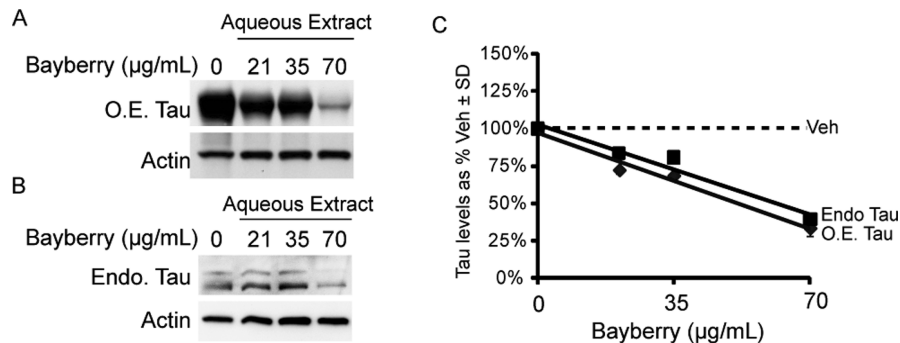 A
Aqueous Extract
Bayberry (µg/mL) 0 21 35 70
O.E. Tau
Actin
B
Aqueous Extract
Bayberry (µg/mL) 0 21 35 70
Endo. Tau
Actin
C
Tau levels as % Veh ± SD
150%
125%
100%
75%
50%
25%
0%
Veh
Endo Tau
O.E. Tau
0 35 70
Bayberry (µg/mL)